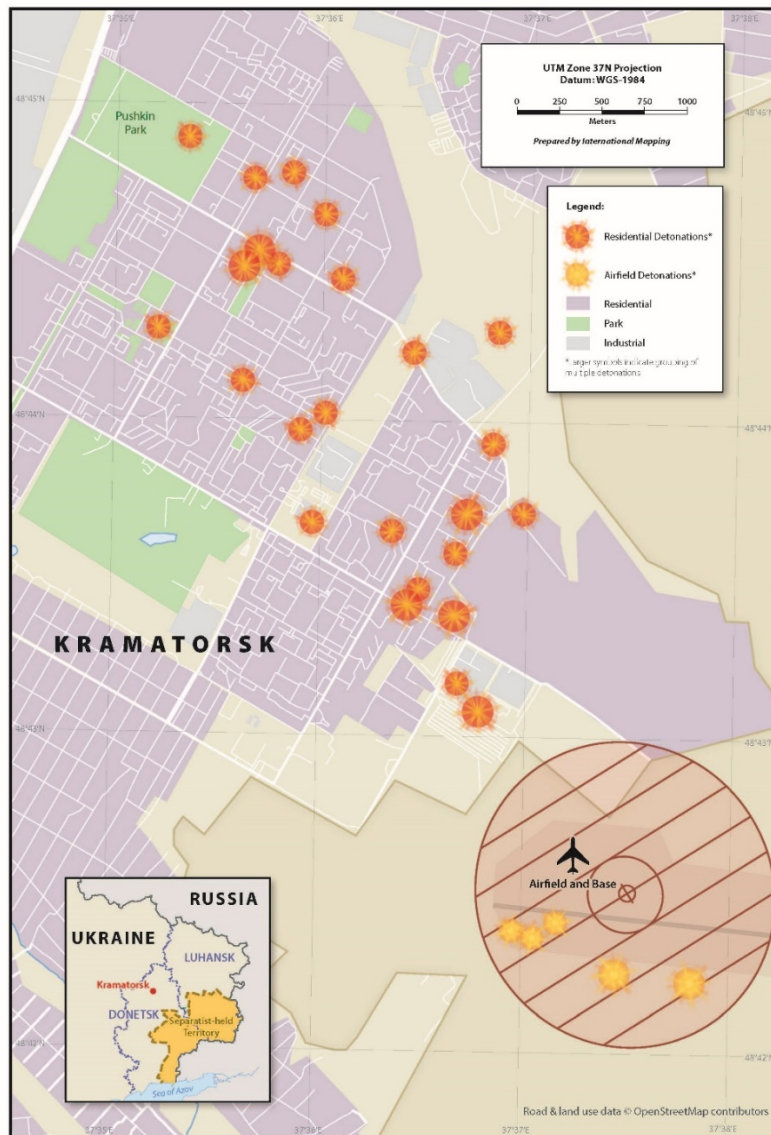 37°35'E
37°36'E
37°37'E
37°38'E
48°45'N
48°45'N
UTM Zone 37N Projection
Datum: WGS-1984
0 250 500 750 1000
Meters
Prepared by International Mapping
Pushkin
Park
Legend:
Residential Detonations*
Airfield Detonations*
Residential
Park
Industrial
*Larger symbols indicate grouping of
multiple detonations
48°44'N
48°44'N
KRAMATORSK
48°43'N
48°43'N
Airfield and Base
RUSSIA
UKRAINE
LUHANSK
Kramatorsk
DONETSK
Separatist-held
Territory
Sea of Azov
48°42'N
48°42'N
Road & land use data © OpenStreetMap contributors
37°35'E
37°36'E
37°37'E
37°38'E